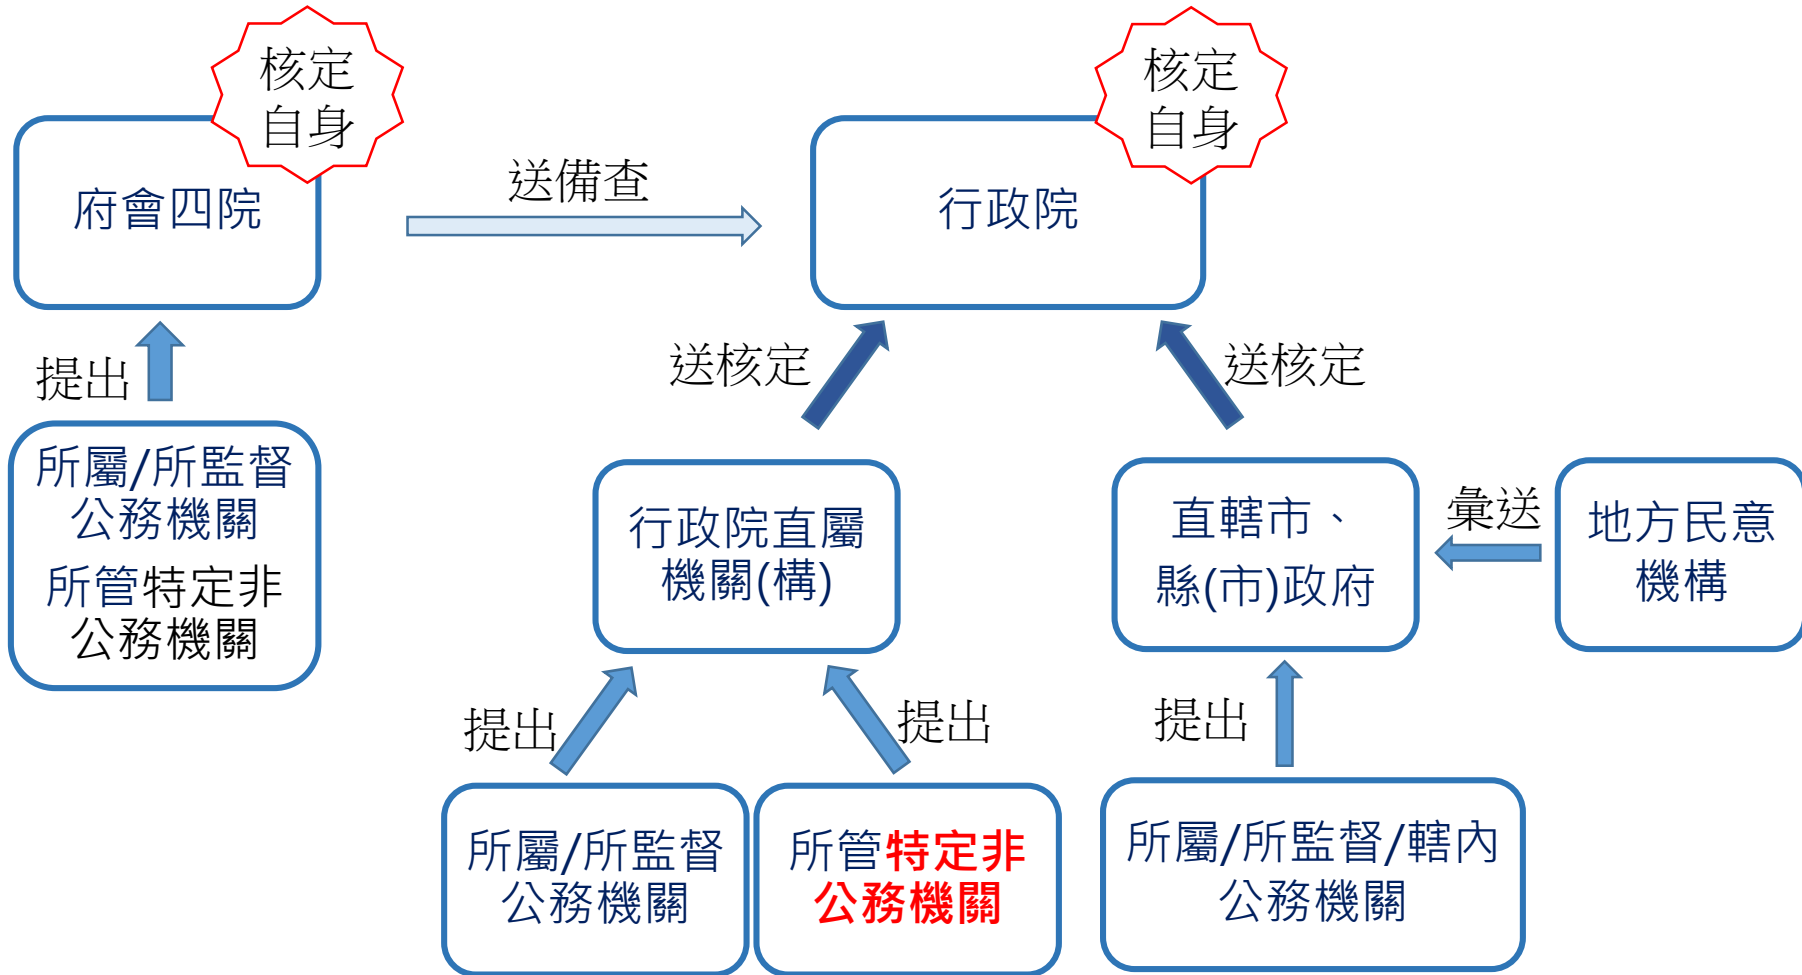 核定
自身
核定
自身
府會四院
送備查
行政院
提出
送核定
送核定
所屬/所監督
公務機關
所管特定非
公務機關
行政院直屬
機關(構)
直轄市、
縣(市)政府
彙送
地方民意
機構
提出
提出
提出
所屬/所監督
公務機關
所管特定非
公務機關
所屬/所監督/轄內
公務機關